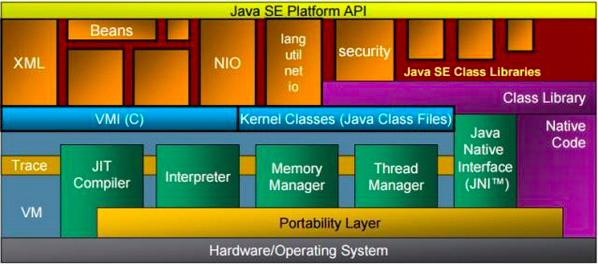 Java SE Platform API
XML
Beans
NIO
lang
util
net
io
security
Java SE Class Libraries
Class Library
VMI (C)
Kernel Classes (Java Class Files)
Native
Code
Trace
VM
JIT
Compiler
Interpreter
Memory
Manager
Thread
Manager
Java
Native
Interface
(JNI™)
Portability Layer
Hardware/Operating System